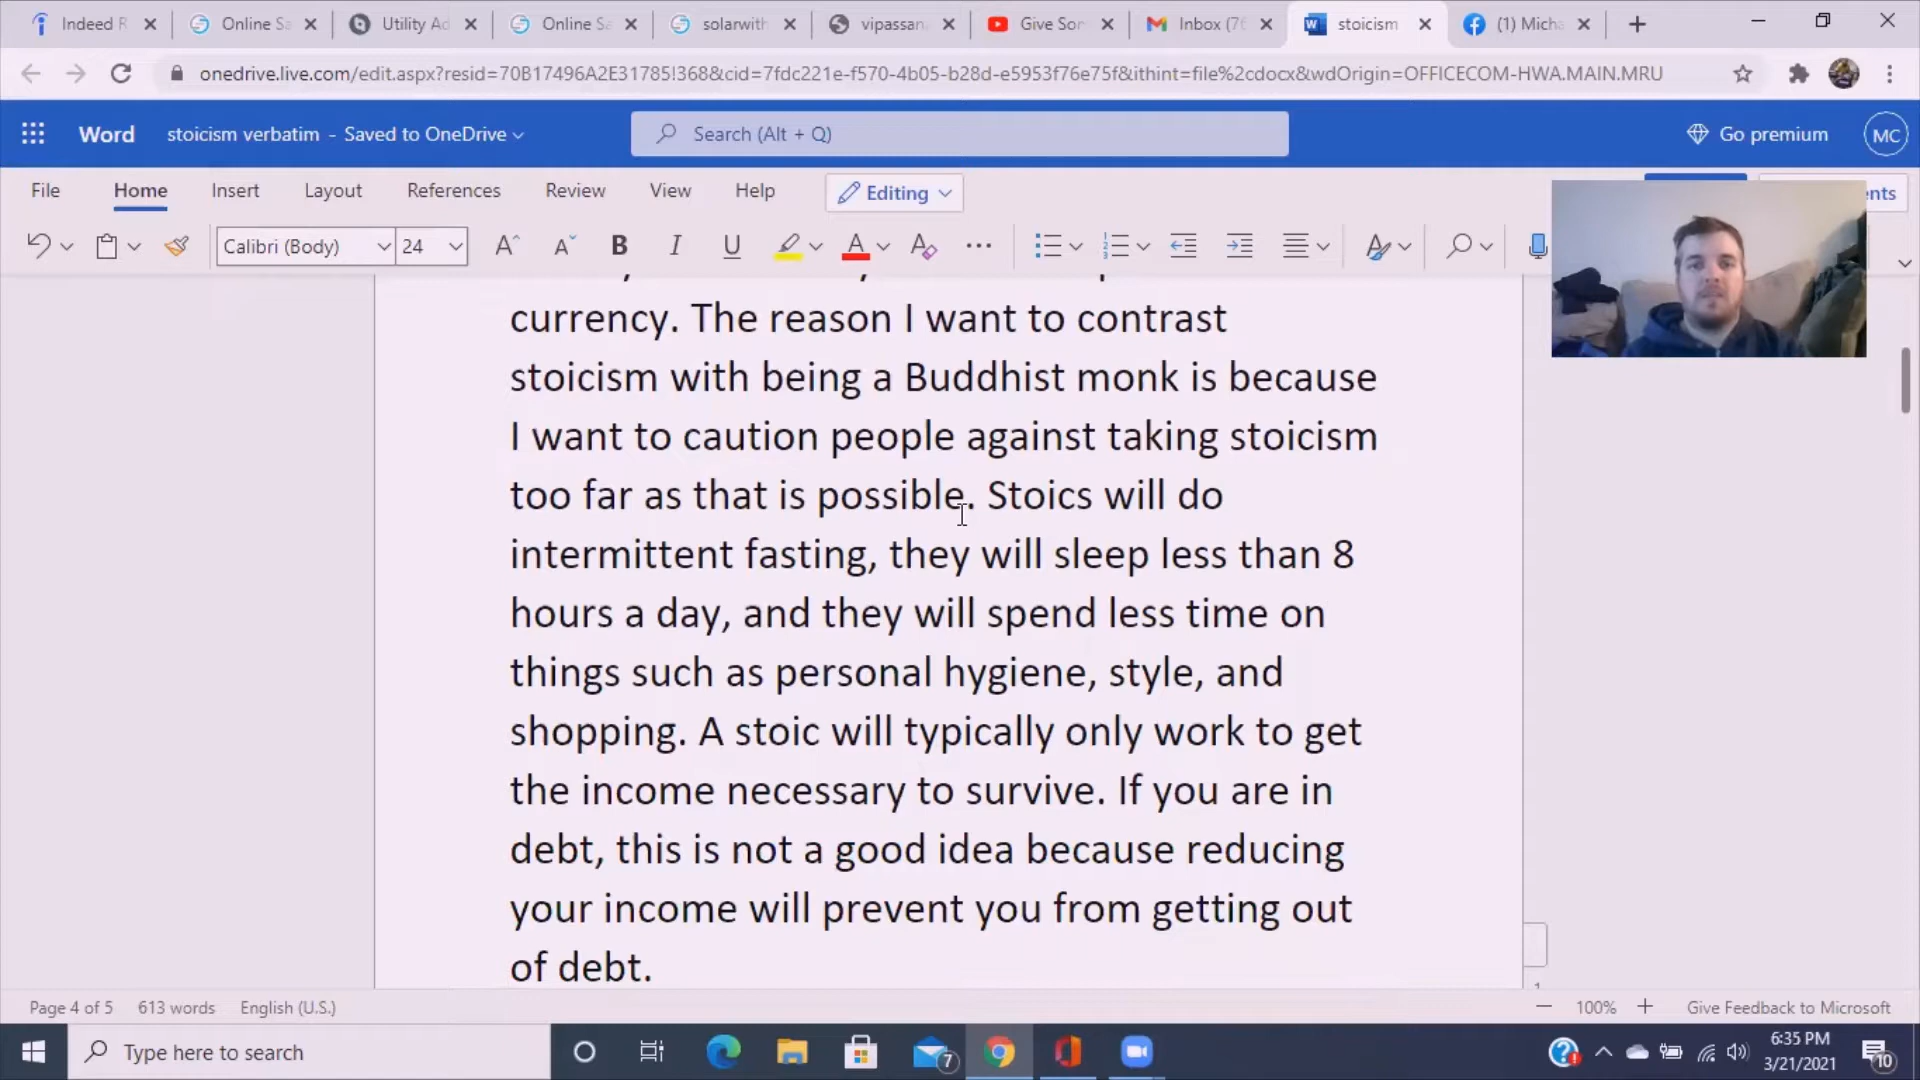 Indeed R
Online Sa
Utility Ad
Online Sa
solarwith
vipassan
Give Son
Inbox (76
stoicism
(1) Micha
onedrive.live.com/edit.aspx?resid=70B17496A2E31785!368&cid=7fdc221e-f570-4b05-b28d-e5953f76e75f&ithint=file%2cdocx&wdOrigin=OFFICECOM-HWA.MAIN.MRU
Word
stoicism verbatim - Saved to OneDrive
Search (Alt + Q)
Go premium
MC
File
Home
Insert
Layout
References
Review
View
Help
Editing
nts
Calibri (Body)
24
currency. The reason I want to contrast
stoicism with being a Buddhist monk is because
I want to caution people against taking stoicism
too far as that is possible. Stoics will do
intermittent fasting, they will sleep less than 8
hours a day, and they will spend less time on
things such as personal hygiene, style, and
shopping. A stoic will typically only work to get
the income necessary to survive. If you are in
debt, this is not a good idea because reducing
your income will prevent you from getting out
of debt.
Page 4 of 5
613 words
English (U.S.)
100%
Give Feedback to Microsoft
Type here to search
7
6:35 PM
3/21/2021
10